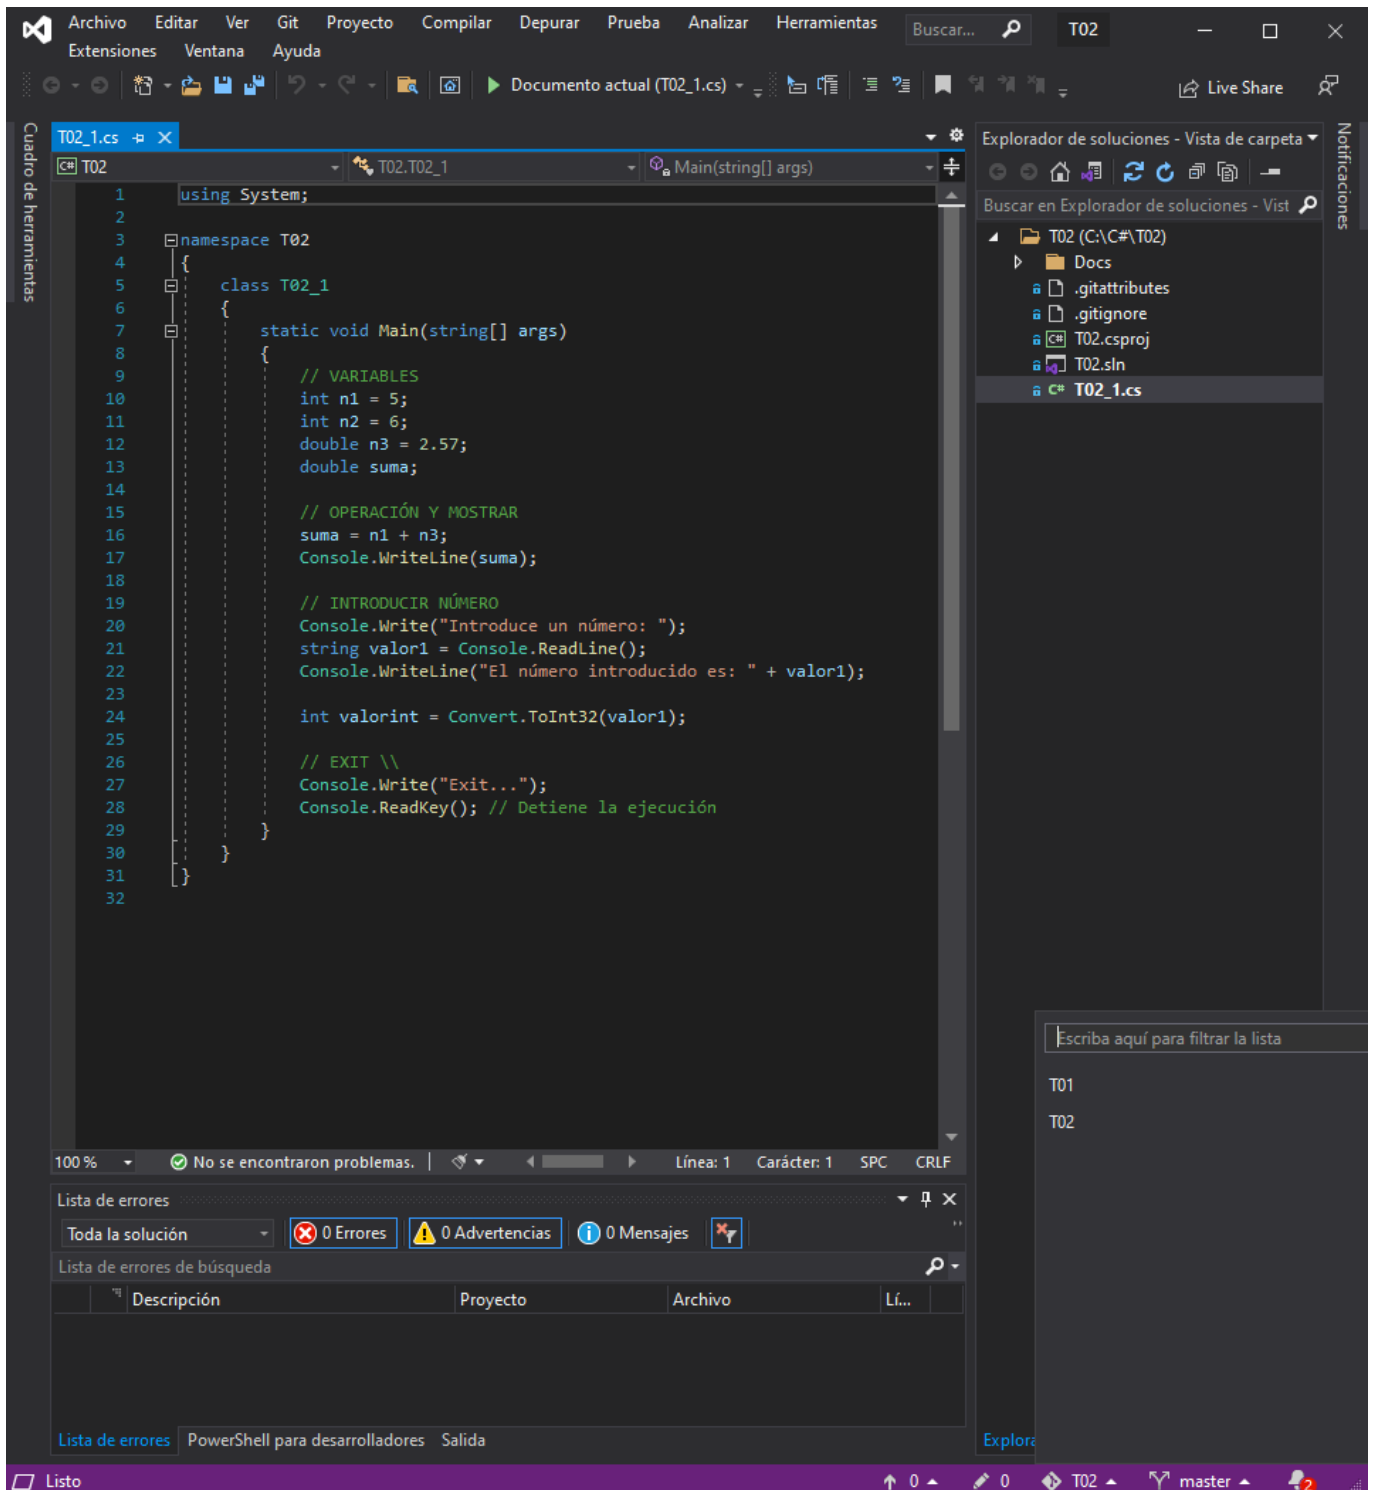 Archivo Editar Ver Git Proyecto Compilar Depurar Prueba Analizar Herramientas Buscar... T02
Extensiones Ventana Ayuda
Documento actual (T02_1.cs) Live Share
Cuadro de herramientas
T02_1.cs
T02 T02.T02_1 Main(string[] args)
1 using System;
2
3 namespace T02
4 {
5 class T02_1
6 {
7 static void Main(string[] args)
8 {
9 // VARIABLES
10 int n1 = 5;
11 int n2 = 6;
12 double n3 = 2.57;
13 double suma;
14
15 // OPERACIÓN Y MOSTRAR
16 suma = n1 + n3;
17 Console.WriteLine(suma);
18
19 // INTRODUCIR NÚMERO
20 Console.Write("Introduce un número: ");
21 string valor1 = Console.ReadLine();
22 Console.WriteLine("El número introducido es: " + valor1);
23
24 int valorint = Convert.ToInt32(valor1);
25
26 // EXIT \\
27 Console.Write("Exit...");
28 Console.ReadKey(); // Detiene la ejecución
29 }
30 }
31 }
32
100 % No se encontraron problemas. Línea: 1 Carácter: 1 SPC CRLF
Explorador de soluciones - Vista de carpeta
Buscar en Explorador de soluciones - Vist
T02 (C:\C#\T02)
Docs
.gitattributes
.gitignore
T02.csproj
T02.sln
C# T02_1.cs
Notificaciones
Escriba aquí para filtrar la lista
T01
T02
Lista de errores
Toda la solución 0 Errores 0 Advertencias 0 Mensajes
Lista de errores de búsqueda
Descripción Proyecto Archivo Lí...
Lista de errores PowerShell para desarrolladores Salida
Explora
Listo 0 0 T02 master 2